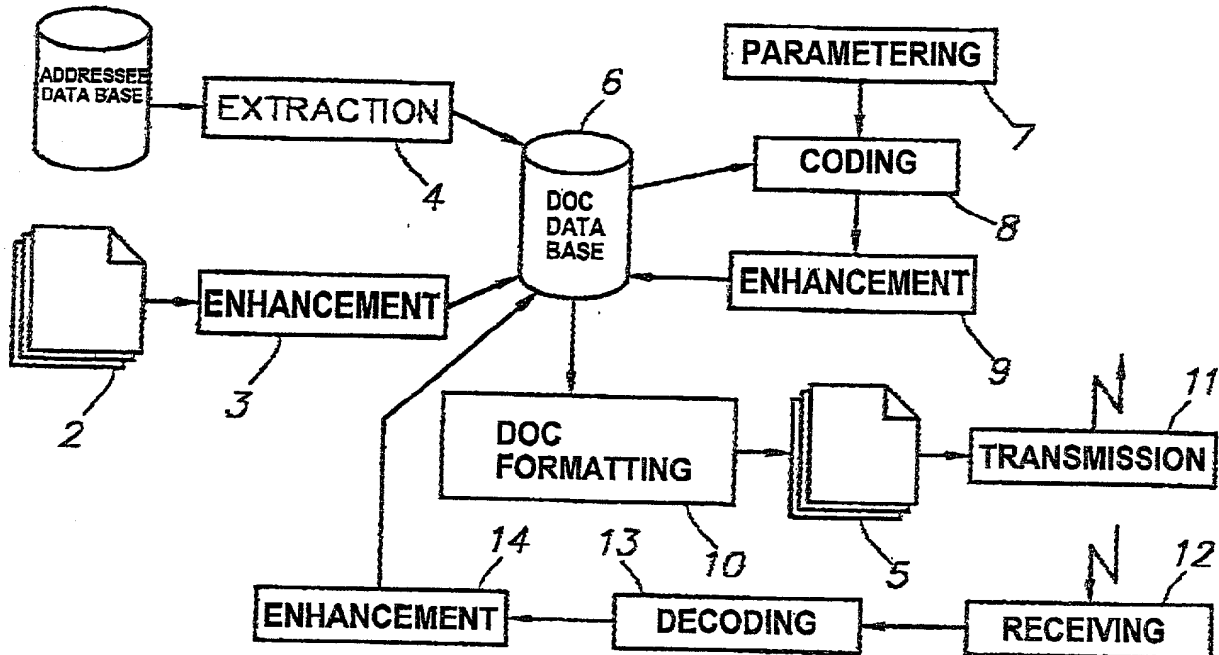 ADDRESSEE
DATA BASE
EXTRACTION
4
6
DOC
DATA
BASE
PARAMETERING
7
CODING
8
ENHANCEMENT
9
2
ENHANCEMENT
3
DOC
FORMATTING
10
5
TRANSMISSION
11
ENHANCEMENT
14
DECODING
13
RECEIVING
12